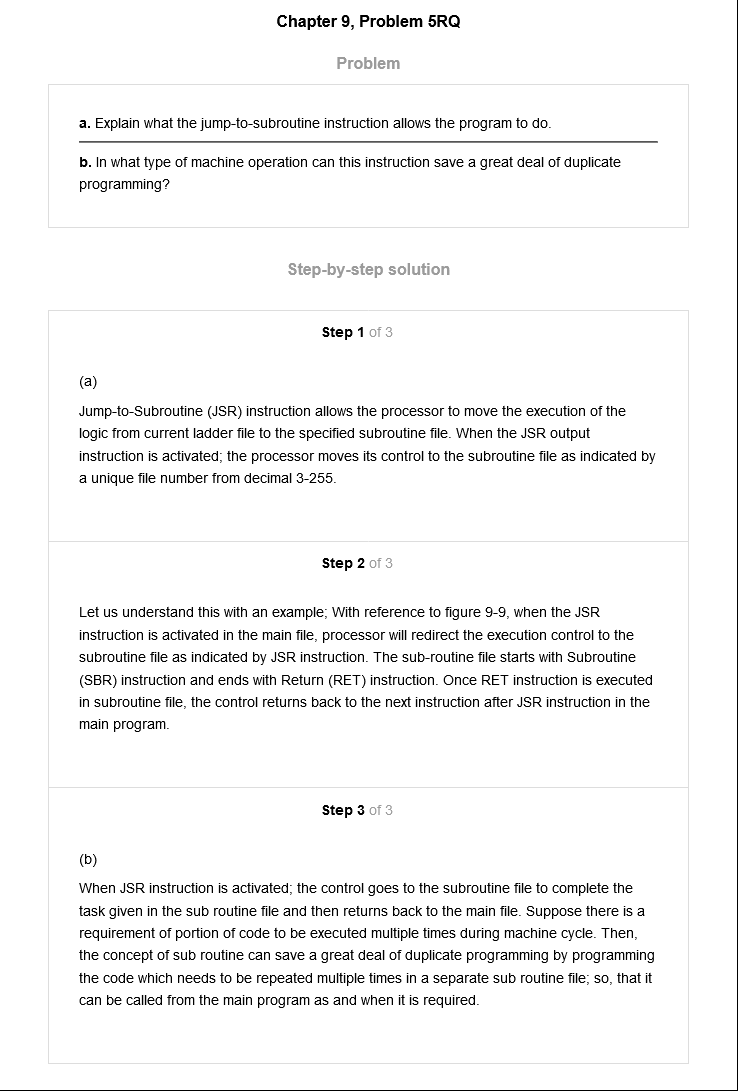 Chapter 9, Problem 5RQ
Problem
a. Explain what the jump-to-subroutine instruction allows the program to do.
b. In what type of machine operation can this instruction save a great deal of duplicate
programming?
Step-by-step solution
Step 1 of 3
(a)
Jump-to-Subroutine (JSR) instruction allows the processor to move the execution of the
logic from current ladder file to the specified subroutine file. When the JSR output
instruction is activated; the processor moves its control to the subroutine file as indicated by
a unique file number from decimal 3-255.
Step 2 of 3
Let us understand this with an example; With reference to figure 9-9, when the JSR
instruction is activated in the main file, processor will redirect the execution control to the
subroutine file as indicated by JSR instruction. The sub-routine file starts with Subroutine
(SBR) instruction and ends with Return (RET) instruction. Once RET instruction is executed
in subroutine file, the control returns back to the next instruction after JSR instruction in the
main program.
Step 3 of 3
(b)
When JSR instruction is activated; the control goes to the subroutine file to complete the
task given in the sub routine file and then returns back to the main file. Suppose there is a
requirement of portion of code to be executed multiple times during machine cycle. Then,
the concept of sub routine can save a great deal of duplicate programming by programming
the code which needs to be repeated multiple times in a separate sub routine file; so, that it
can be called from the main program as and when it is required.